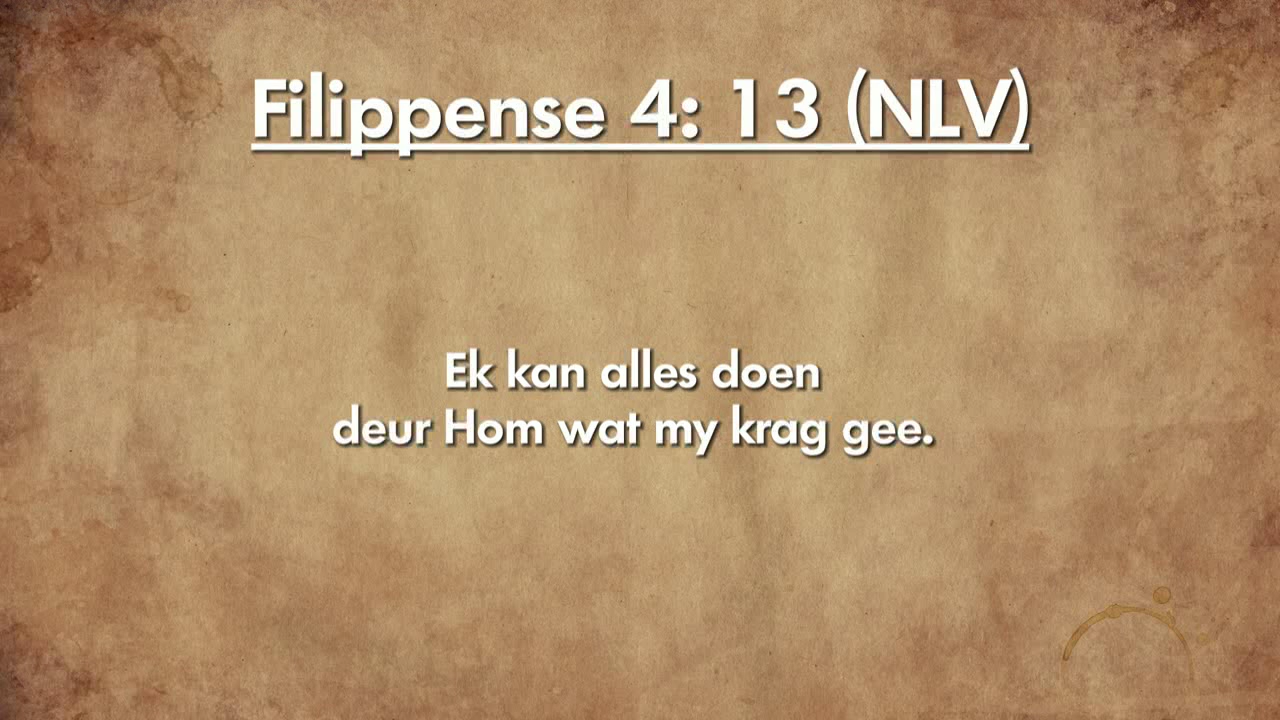 Filippense 4: 13 (NLV)
Ek kan alles doen
deur Hom wat my krag gee.